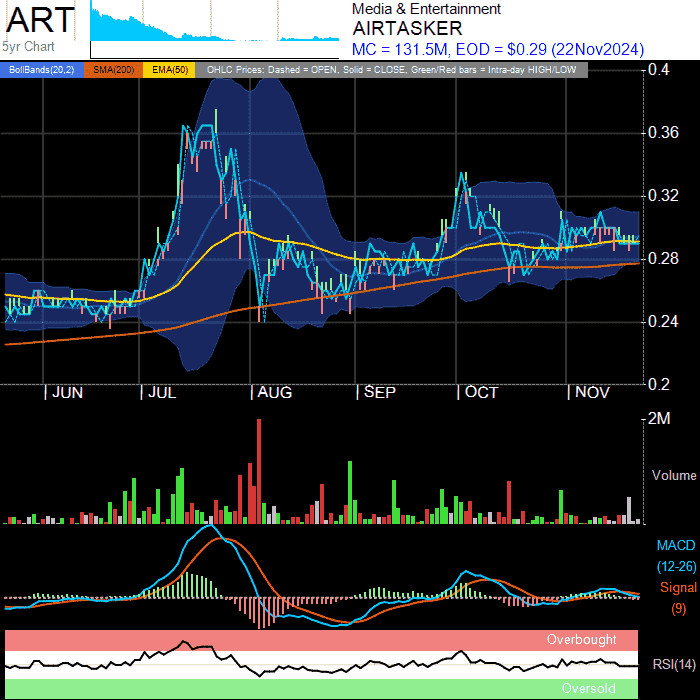 ART
5yr Chart
Media & Entertainment
AIRTASKER
MC = 131.5M, EOD = $0.29 (22Nov2024)
BollBands(20,2) SMA(200) EMA(50) OHLC Prices: Dashed = OPEN, Solid = CLOSE, Green/Red bars = Intra-day HIGH/LOW
0.4
0.36
0.32
0.28
0.24
0.2
JUN JUL AUG SEP OCT NOV
2M
Volume
MACD
(12-26)
Signal
(9)
Overbought
RSI(14)
Oversold